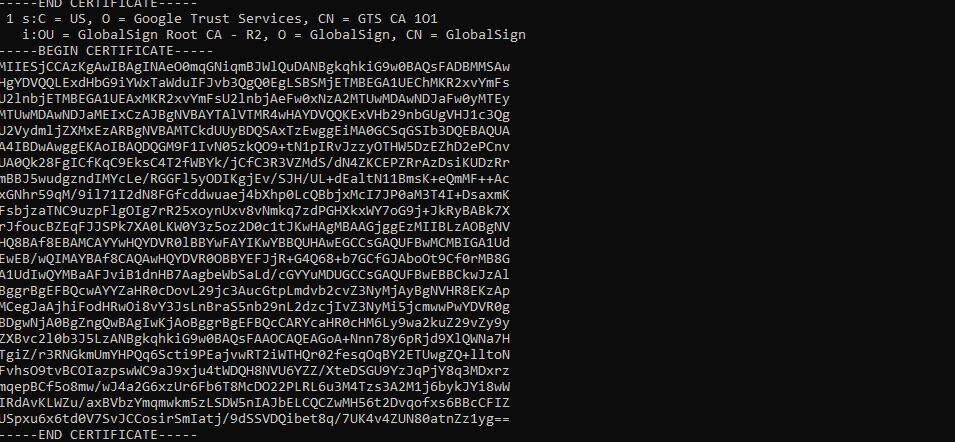 -----END CERTIFICATE-----
 1 s:C = US, O = Google Trust Services, CN = GTS CA 1O1
   i:OU = GlobalSign Root CA - R2, O = GlobalSign, CN = GlobalSign
-----BEGIN CERTIFICATE-----
MIIESjCCAzKgAwIBAgINAeO0mqGNiqmBJWlQuDANBgkqhkiG9w0BAQsFADBMMSAw
HgYDVQQLExdHbG9iYWxTaWduIFJvb3QgQ0EgLSBSMjETMBEGA1UEChMKR2xvYmFs
U2lnbjETMBEGA1UEAxMKR2xvYmFsU2lnbjAeFw0xNzA2MTUwMDAwNDJaFw0yMTEy
MTUwMDAwNDJaMEIxCzAJBgNVBAYTAlVTMR4wHAYDVQQKExVHb29nbGUgVHJ1c3Qg
U2VydmljZXMxEzARBgNVBAMTCkdUUyBDQSAxTzEwggEiMA0GCSqGSIb3DQEBAQUA
A4IBDwAwggEKAoIBAQDQGM9F1IvN05zkQO9+tN1pIRvJzzyOTHW5DzEZhD2ePCnv
UA0Qk28FgICfKqC9EksC4T2fWBYk/jCfC3R3VZMdS/dN4ZKCEPZRrAzDsiKUDzRr
mBBJ5wudgzndIMYcLe/RGGFl5yODIKgjEv/SJH/UL+dEaltN11BmsK+eQmMF++Ac
xGNhr59qM/9il71I2dN8FGfcddwuaej4bXhp0LcQBbjxMcI7JP0aM3T4I+DsaxmK
FsbjzaTNC9uzpFlgOIg7rR25xoynUxv8vNmkq7zdPGHXkxWY7oG9j+JkRyBABk7X
rJfoucBZEqFJJSPk7XA0LKW0Y3z5oz2D0c1tJKwHAgMBAAGjggEzMIIBLzAOBgNV
HQ8BAf8EBAMCAYYwHQYDVR0lBBYwFAYIKwYBBQUHAwEGCCsGAQUFBwMCMBIGA1Ud
EwEB/wQIMAYBAf8CAQAwHQYDVR0OBBYEFJjR+G4Q68+b7GCfGJAboOt9Cf0rMB8G
A1UdIwQYMBaAFJviB1dnHB7AagbeWbSaLd/cGYYuMDUGCCsGAQUFBwEBBCkwJzAl
BggrBgEFBQcwAYYZaHR0cDovL29jc3AucGtpLmdvb2cvZ3NyMjAyBgNVHR8EKzAp
MCegJaAjhiFodHRwOi8vY3JsLnBraS5nb29nL2dzcjIvZ3NyMi5jcmwwPwYDVR0g
BDgwNjA0BgZngQwBAgIwKjAoBggrBgEFBQcCARYcaHR0cHM6Ly9wa2kuZ29vZy9y
ZXBvc2l0b3J5LzANBgkqhkiG9w0BAQsFAAOCAQEAGoA+Nnn78y6pRjd9XlQWNa7H
TgiZ/r3RNGkmUmYHPQq6Scti9PEajvwRT2iWTHQr02fesqOqBY2ETUwgZQ+lltoN
FvhsO9tvBCOIazpswWC9aJ9xju4tWDQH8NVU6YZZ/XteDSGU9YzJqPjY8q3MDxrz
mqepBCf5o8mw/wJ4a2G6xzUr6Fb6T8McDO22PLRL6u3M4Tzs3A2M1j6bykJYi8wW
IRdAvKLWZu/axBVbzYmqmwkm5zLSDW5nIAJbELCQCZwMH56t2Dvqofxs6BBcCFIZ
USpxu6x6td0V7SvJCCosirSmIatj/9dSSVDQibet8q/7UK4v4ZUN80atnZz1yg==
-----END CERTIFICATE-----